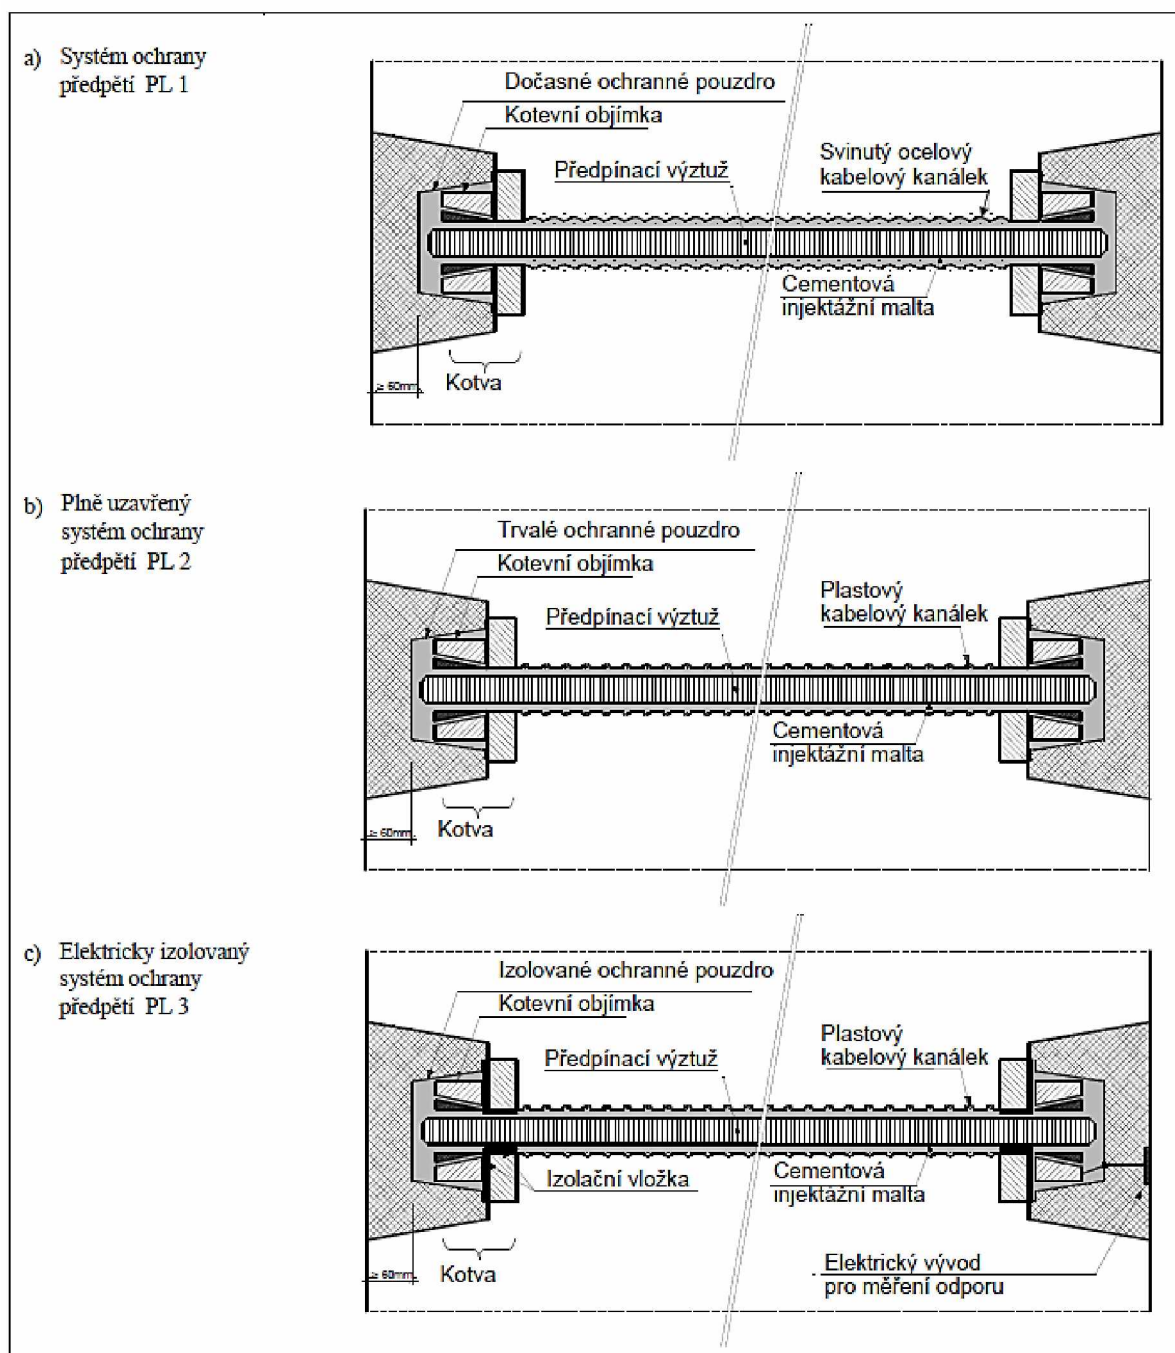 a) Systém ochrany
předpětí PL 1
Dočasné ochranné pouzdro
Kotevní objímka
Předpínací výztuž
Svinutý ocelový
kabelový kanálek
Cementová
injektážní malta
Kotva
≥ 60mm
b) Plně uzavřený
systém ochrany
předpětí PL 2
Trvalé ochranné pouzdro
Kotevní objímka
Předpínací výztuž
Plastový
kabelový kanálek
Cementová
injektážní malta
Kotva
≥ 60mm
c) Elektricky izolovaný
systém ochrany
předpětí PL 3
Izolované ochranné pouzdro
Kotevní objímka
Předpínací výztuž
Plastový
kabelový kanálek
Izolační vložka
Cementová
injektážní malta
Kotva
≥ 60mm
Elektrický vývod
pro měření odporu